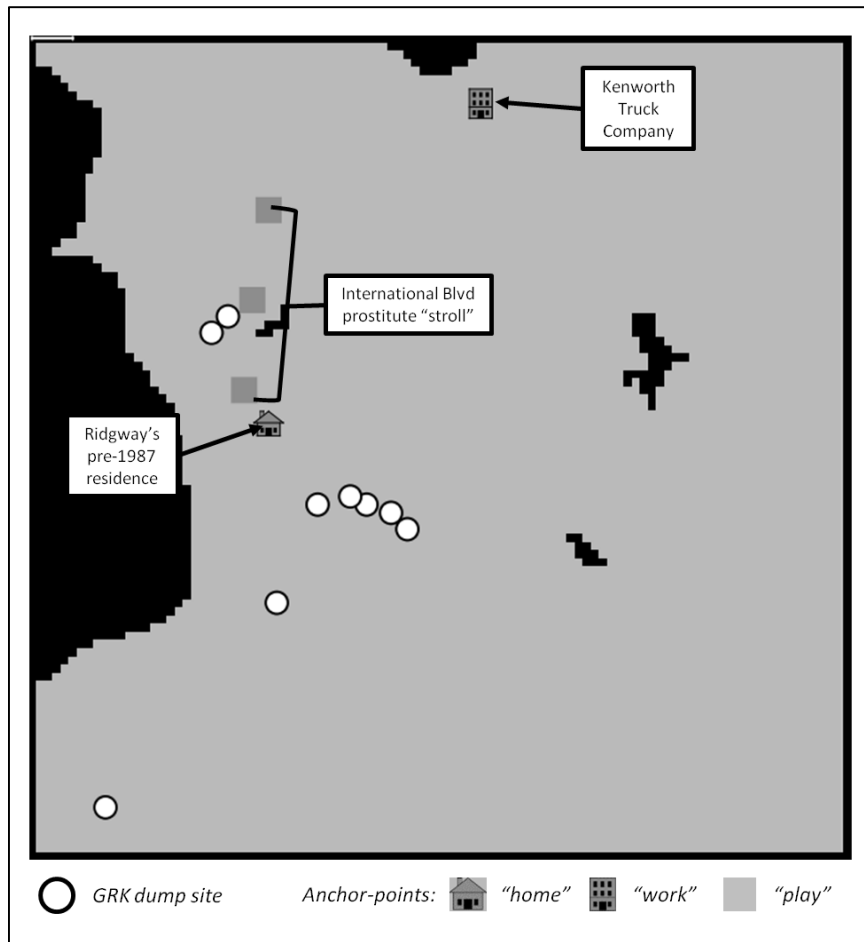 Kenworth
Truck
Company
International Blvd
prostitute “stroll”
Ridgway’s
pre-1987
residence
GRK dump site
Anchor-points:
“home”
“work”
“play”